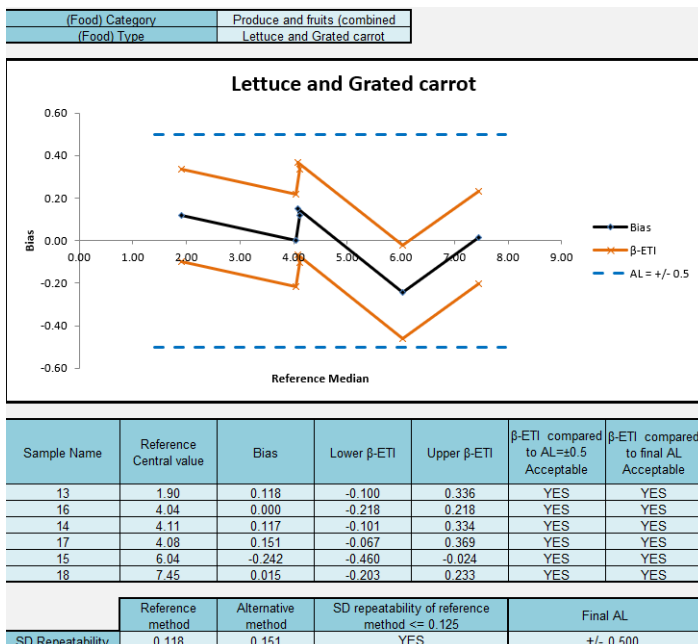 (Food) Category Produce and fruits (combined
(Food) Type Lettuce and Grated carrot
Lettuce and Grated carrot
0.60
0.40
0.20
0.00
-0.20
-0.40
-0.60
0.00 1.00 2.00 3.00 4.00 5.00 6.00 7.00 8.00 9.00
Bias
Reference Median
Bias
β-ETI
AL = +/- 0.5
Sample Name Reference Central value Bias Lower β-ETI Upper β-ETI β-ETI compared to AL=±0.5 Acceptable β-ETI compared to final AL Acceptable
13 1.90 0.118 -0.100 0.336 YES YES
16 4.04 0.000 -0.218 0.218 YES YES
14 4.11 0.117 -0.101 0.334 YES YES
17 4.08 0.151 -0.067 0.369 YES YES
15 6.04 -0.242 -0.460 -0.024 YES YES
18 7.45 0.015 -0.203 0.233 YES YES
Reference method Alternative method SD repeatability of reference method <= 0.125 Final AL
SD Repeatability 0.118 0.151 YES +/- 0.500